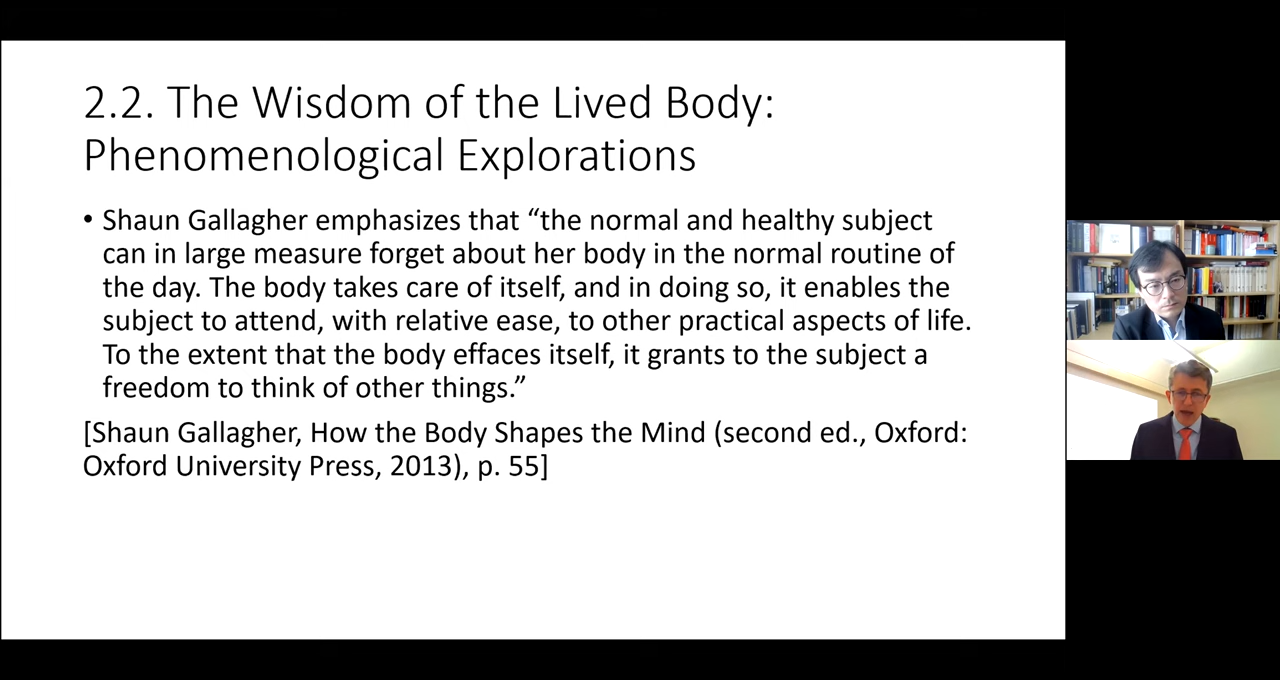 2.2. The Wisdom of the Lived Body:
Phenomenological Explorations
• Shaun Gallagher emphasizes that “the normal and healthy subject
can in large measure forget about her body in the normal routine of
the day. The body takes care of itself, and in doing so, it enables the
subject to attend, with relative ease, to other practical aspects of life.
To the extent that the body effaces itself, it grants to the subject a
freedom to think of other things.”
[Shaun Gallagher, How the Body Shapes the Mind (second ed., Oxford:
Oxford University Press, 2013), p. 55]